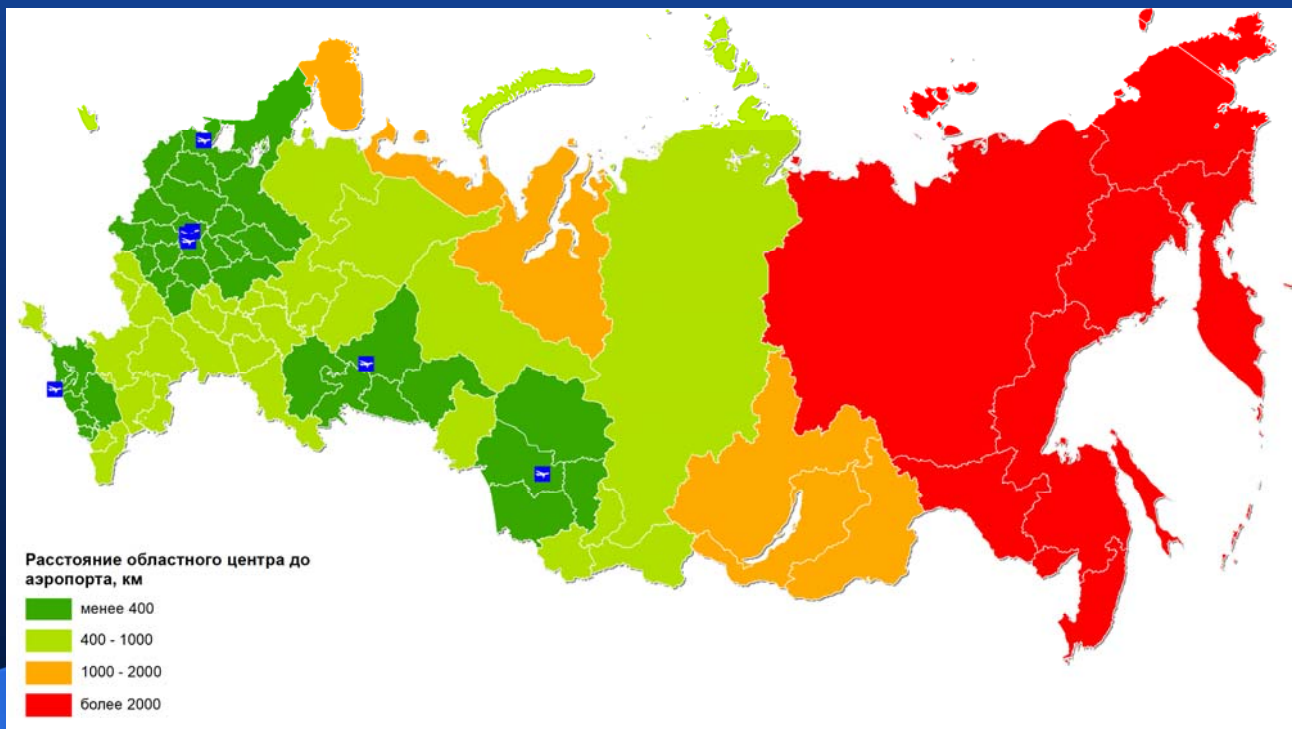 Расстояние областного центра до
аэропорта, км
менее 400
400 - 1000
1000 - 2000
более 2000